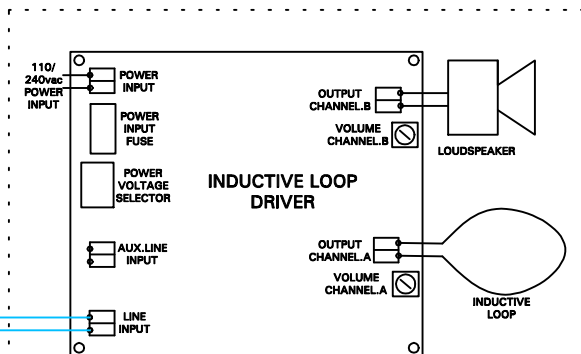 110/
240vac
POWER
INPUT
POWER
INPUT
POWER
INPUT
FUSE
POWER
VOLTAGE
SELECTOR
AUX.LINE
INPUT
LINE
INPUT
INDUCTIVE LOOP
DRIVER
OUTPUT
CHANNEL.B
VOLUME
CHANNEL.B
LOUDSPEAKER
OUTPUT
CHANNEL.A
VOLUME
CHANNEL.A
INDUCTIVE
LOOP